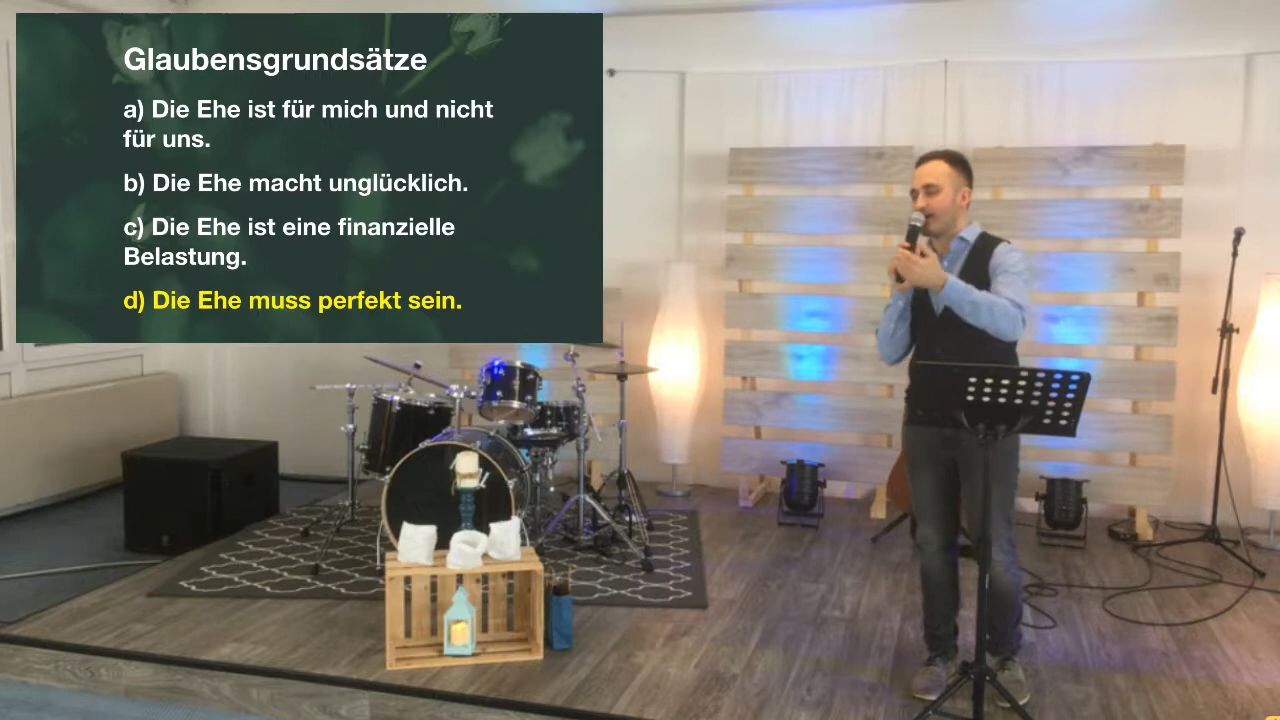 Glaubensgrundsätze
a) Die Ehe ist für mich und nicht
für uns.
b) Die Ehe macht unglücklich.
c) Die Ehe ist eine finanzielle
Belastung.
d) Die Ehe muss perfekt sein.